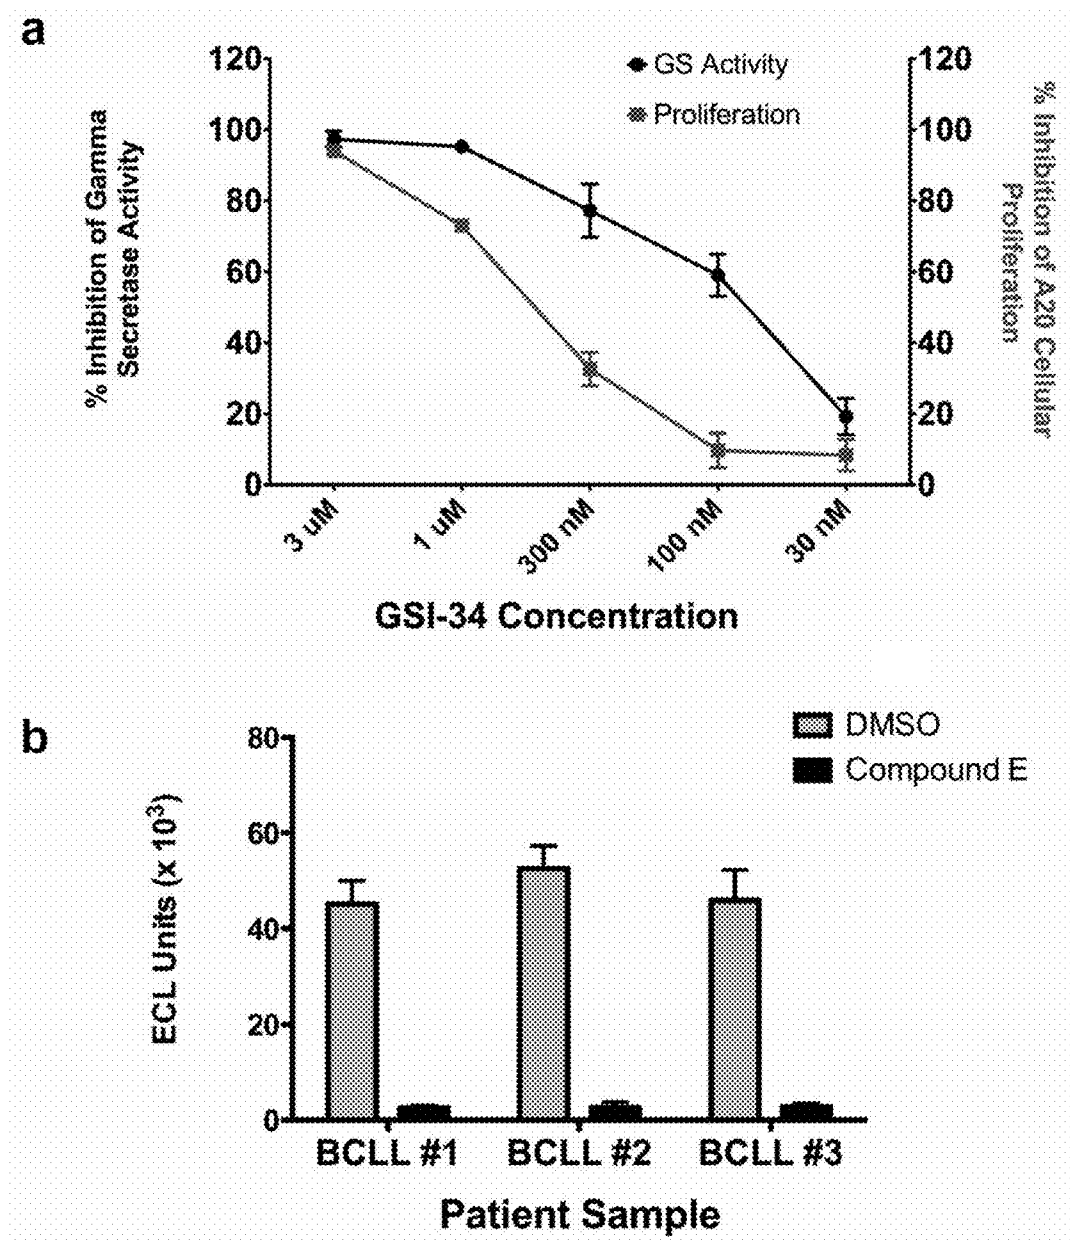 a
% Inhibition of Gamma
Secretase Activity
120
100
80
60
40
20
0
GS Activity
Proliferation
120
100
80
60
40
20
0
% Inhibition of A20 Cellular
Proliferation
3 uM
1 uM
300 nM
100 nM
30 nM
GSI-34 Concentration
b
ECL Units (x 10³)
80
60
40
20
0
DMSO
Compound E
BCLL #1
BCLL #2
BCLL #3
Patient Sample